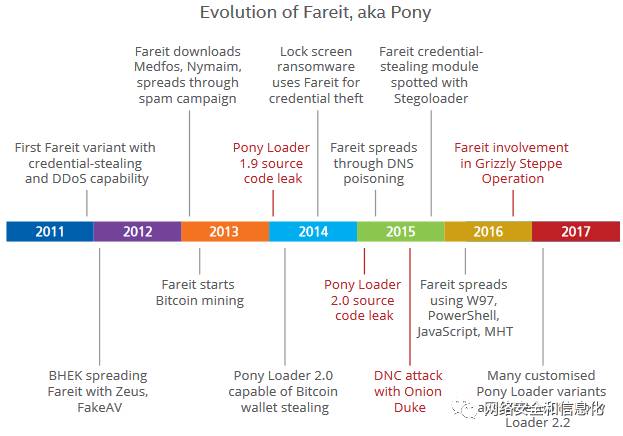 Evolution of Fareit, aka Pony
Fareit downloads
Medfos, Nymaim,
spreads through
spam campaign
Lock screen
ransomware
uses Fareit for
credential theft
Fareit credential-
stealing module
spotted with
Stegoloader
First Fareit variant with
credential-stealing
and DDoS capability
Pony Loader
1.9 source
code leak
Fareit spreads
through DNS
poisoning
Fareit involvement
in Grizzly Steppe
Operation
2011 2012 2013 2014 2015 2016 2017
Fareit starts
Bitcoin mining
Pony Loader
2.0 source
code leak
Fareit spreads
using W97,
PowerShell,
JavaScript, MHT
BHEK spreading
Fareit with Zeus,
FakeAV
Pony Loader 2.0
capable of Bitcoin
wallet stealing
DNC attack
with Onion
Duke
Many customised
Pony Loader variants
Loader 2.2
网络安全和信息化